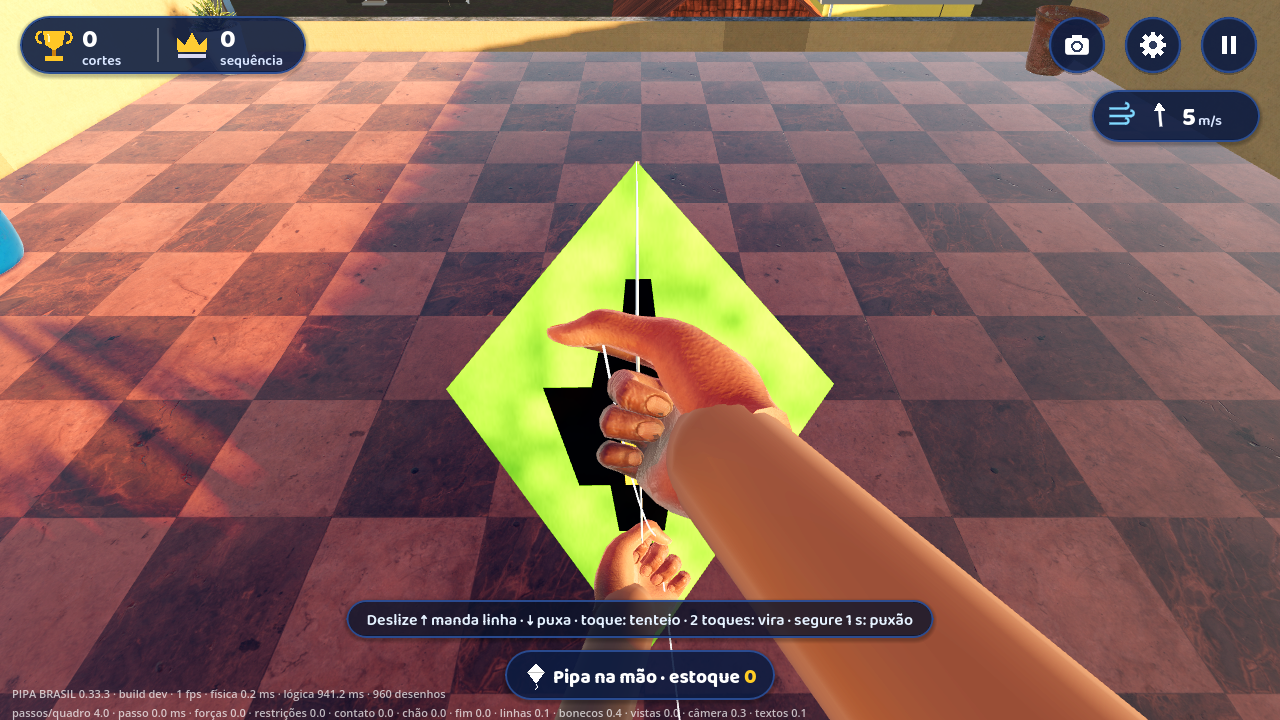 0
cortes
0
sequência
5 m/s
Deslize ↑ manda linha · ↓ puxa · toque: tenteio · 2 toques: vira · segure 1 s: puxão
Pipa na mão · estoque 0
PIPA BRASIL 0.33.3 · build dev · 1 fps · física 0.2 ms · lógica 941.2 ms · 960 desenhos
passos/quadro 4.0 · passo 0.0 ms · forças 0.0 · restrições 0.0 · contato 0.0 · chão 0.0 · fim 0.0 · linhas 0.1 · bonecos 0.4 · vistas 0.0 · câmera 0.3 · textos 0.1